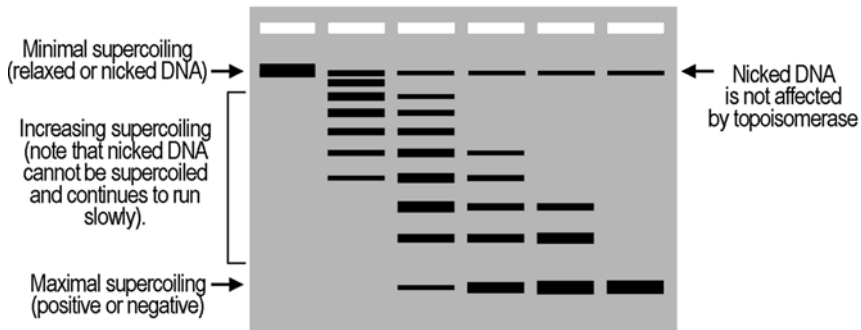 Minimal supercoiling
(relaxed or nicked DNA)
Increasing supercoiling
(note that nicked DNA
cannot be supercoiled
and continues to run
slowly).
Maximal supercoiling
(positive or negative)
Nicked DNA
is not affected
by topoisomerase